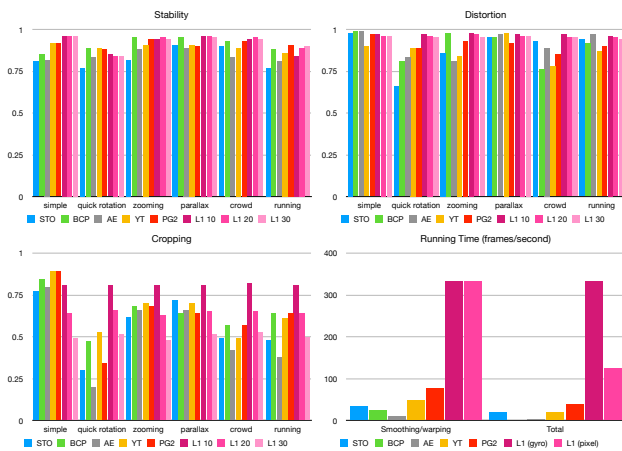 Stability
1
0.75
0.5
0.25
0
simple quick rotation zooming parallax crowd running
STO BCP AE YT PG2 L1 10 L1 20 L1 30
Distortion
1
0.75
0.5
0.25
0
simple quick rotation zooming parallax crowd running
STO BCP AE YT PG2 L1 10 L1 20 L1 30
Cropping
1
0.75
0.5
0.25
0
simple quick rotation zooming parallax crowd running
STO BCP AE YT PG2 L1 10 L1 20 L1 30
Running Time (frames/second)
400
300
200
100
0
Smoothing/warping Total
STO BCP AE YT PG2 L1 (gyro) L1 (pixel)